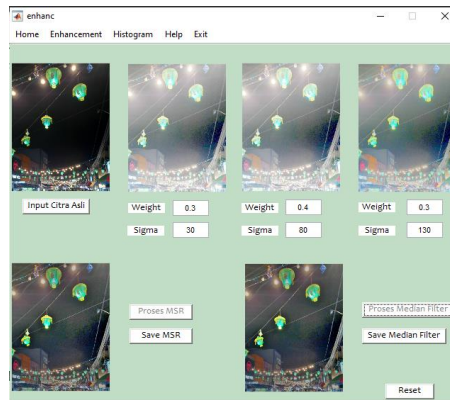 enhanc
Home Enhancement Histogram Help Exit
Input Citra Asli
Weight 0.3 Weight 0.4 Weight 0.3
Sigma 30 Sigma 80 Sigma 130
Proses MSR Proses Median Filter
Save MSR Save Median Filter
Reset